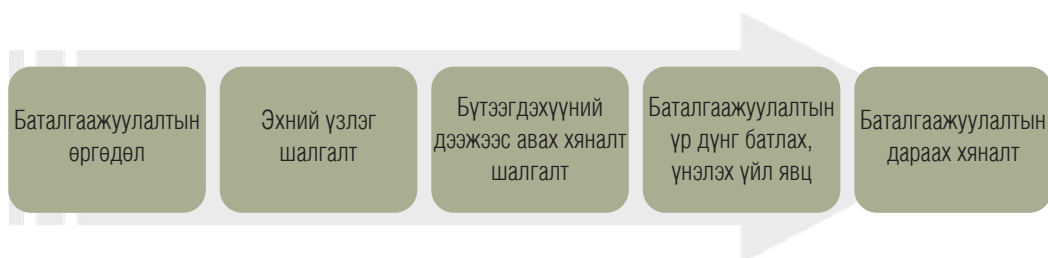 Баталгаажуулалтын
өргөдөл
Эхний үзлэг
шалгалт
Бүтээгдэхүүний
дээжээс авах хяналт
шалгалт
Баталгаажуулалтын
үр дүнг батлах,
үнэлэх үйл явц
Баталгаажуулалтын
дараах хяналт